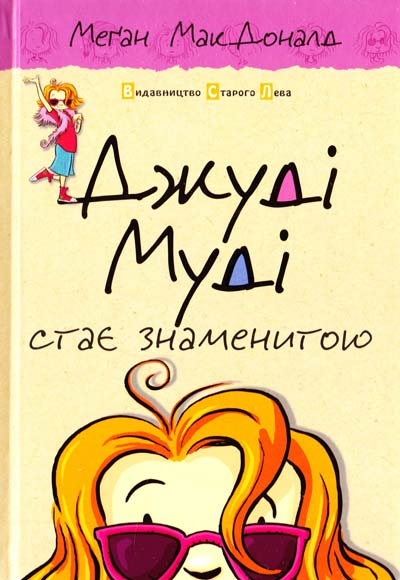 Меґан МакДоналд
Видавництво Старого Лева
Джуді
Муді
стає знаменитою